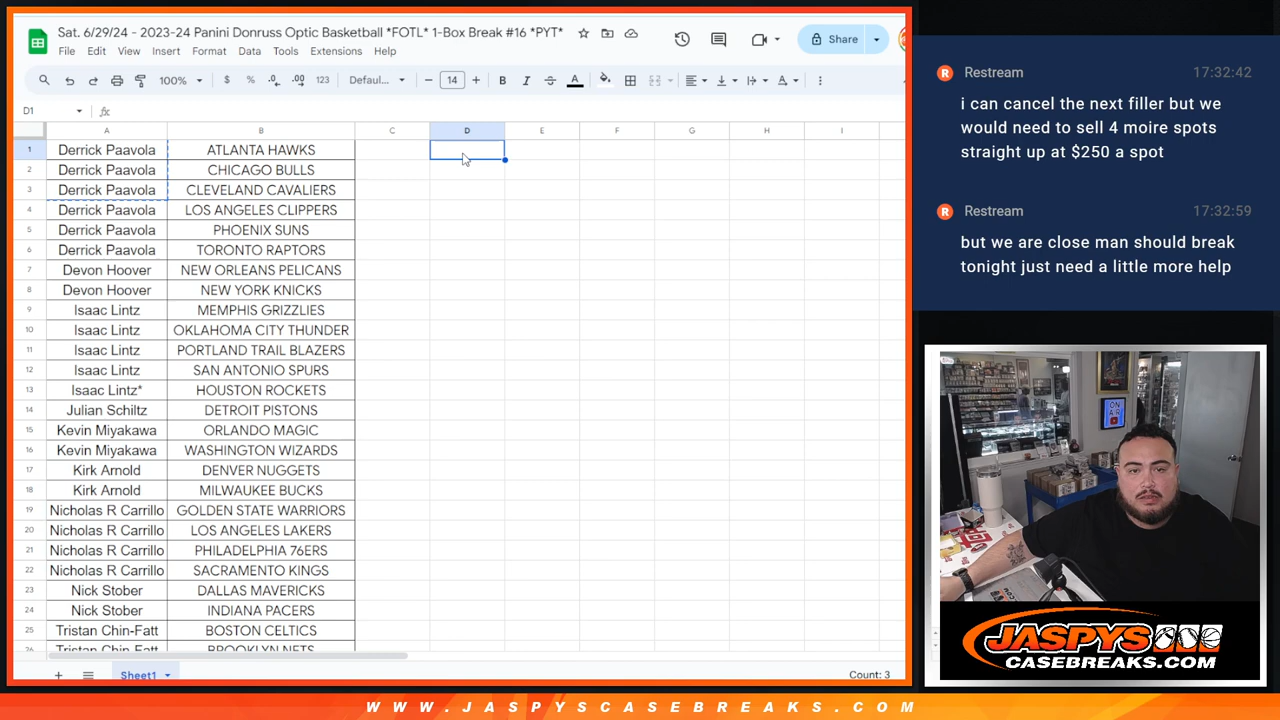 Sat. 6/29/24 - 2023-24 Panini Donruss Optic Basketball *FOTL* 1-Box Break #16 *PYT*
File Edit View Insert Format Data Tools Extensions Help
Share
100% $ % .0 .00 123 Defaul... 14 B I A
D1 fx
A B C D E F G H I
1 Derrick Paavola ATLANTA HAWKS
2 Derrick Paavola CHICAGO BULLS
3 Derrick Paavola CLEVELAND CAVALIERS
4 Derrick Paavola LOS ANGELES CLIPPERS
5 Derrick Paavola PHOENIX SUNS
6 Derrick Paavola TORONTO RAPTORS
7 Devon Hoover NEW ORLEANS PELICANS
8 Devon Hoover NEW YORK KNICKS
9 Isaac Lintz MEMPHIS GRIZZLIES
10 Isaac Lintz OKLAHOMA CITY THUNDER
11 Isaac Lintz PORTLAND TRAIL BLAZERS
12 Isaac Lintz SAN ANTONIO SPURS
13 Isaac Lintz* HOUSTON ROCKETS
14 Julian Schiltz DETROIT PISTONS
15 Kevin Miyakawa ORLANDO MAGIC
16 Kevin Miyakawa WASHINGTON WIZARDS
17 Kirk Arnold DENVER NUGGETS
18 Kirk Arnold MILWAUKEE BUCKS
19 Nicholas R Carrillo GOLDEN STATE WARRIORS
20 Nicholas R Carrillo LOS ANGELES LAKERS
21 Nicholas R Carrillo PHILADELPHIA 76ERS
22 Nicholas R Carrillo SACRAMENTO KINGS
23 Nick Stober DALLAS MAVERICKS
24 Nick Stober INDIANA PACERS
25 Tristan Chin-Fatt BOSTON CELTICS
26 Tristan Chin-Fatt BROOKLYN NETS
Sheet1
Count: 3
Restream 17:32:42
i can cancel the next filler but we
would need to sell 4 moire spots
straight up at $250 a spot
Restream 17:32:59
but we are close man should break
tonight just need a little more help
ON
AIR
JASPYS
CASEBREAKS.COM
WWW.JASPYSCASEBREAKS.COM